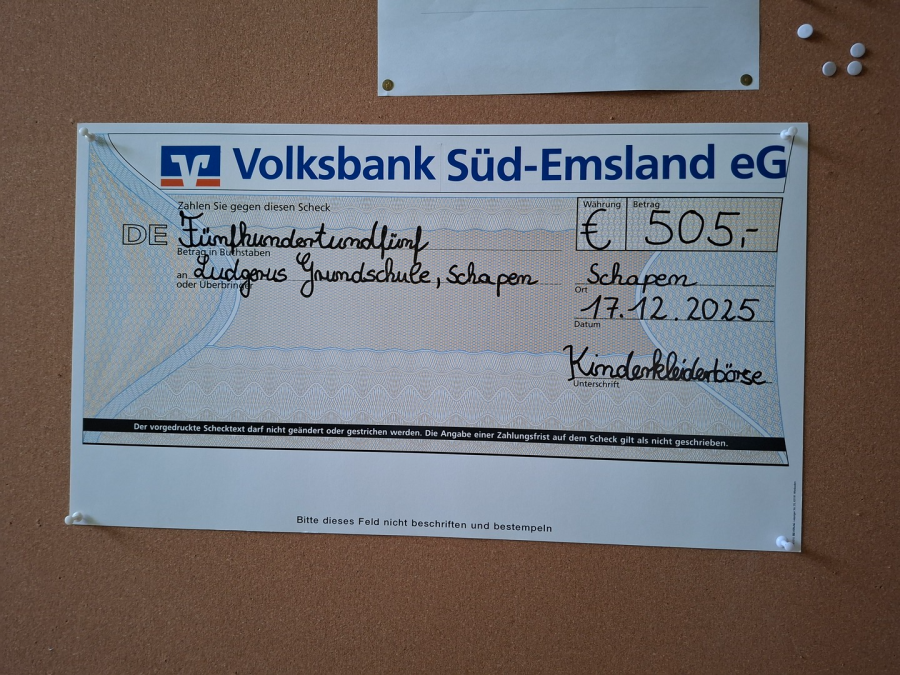 Volksbank Süd-Emsland eG
Zahlen Sie gegen diesen Scheck
Währung Betrag
€ 505,-
DE Fünfhundertundfünf
Betrag in Buchstaben
an Ludgerus Grundschule, Schapen
oder Überbringer
Schapen
Ort
17.12.2025
Datum
Kinderkleiderbörse
Unterschrift
Der vorgedruckte Schecktext darf nicht geändert oder gestrichen werden. Die Angabe einer Zahlungsfrist auf dem Scheck gilt als nicht geschrieben.
Bitte dieses Feld nicht beschriften und bestempeln